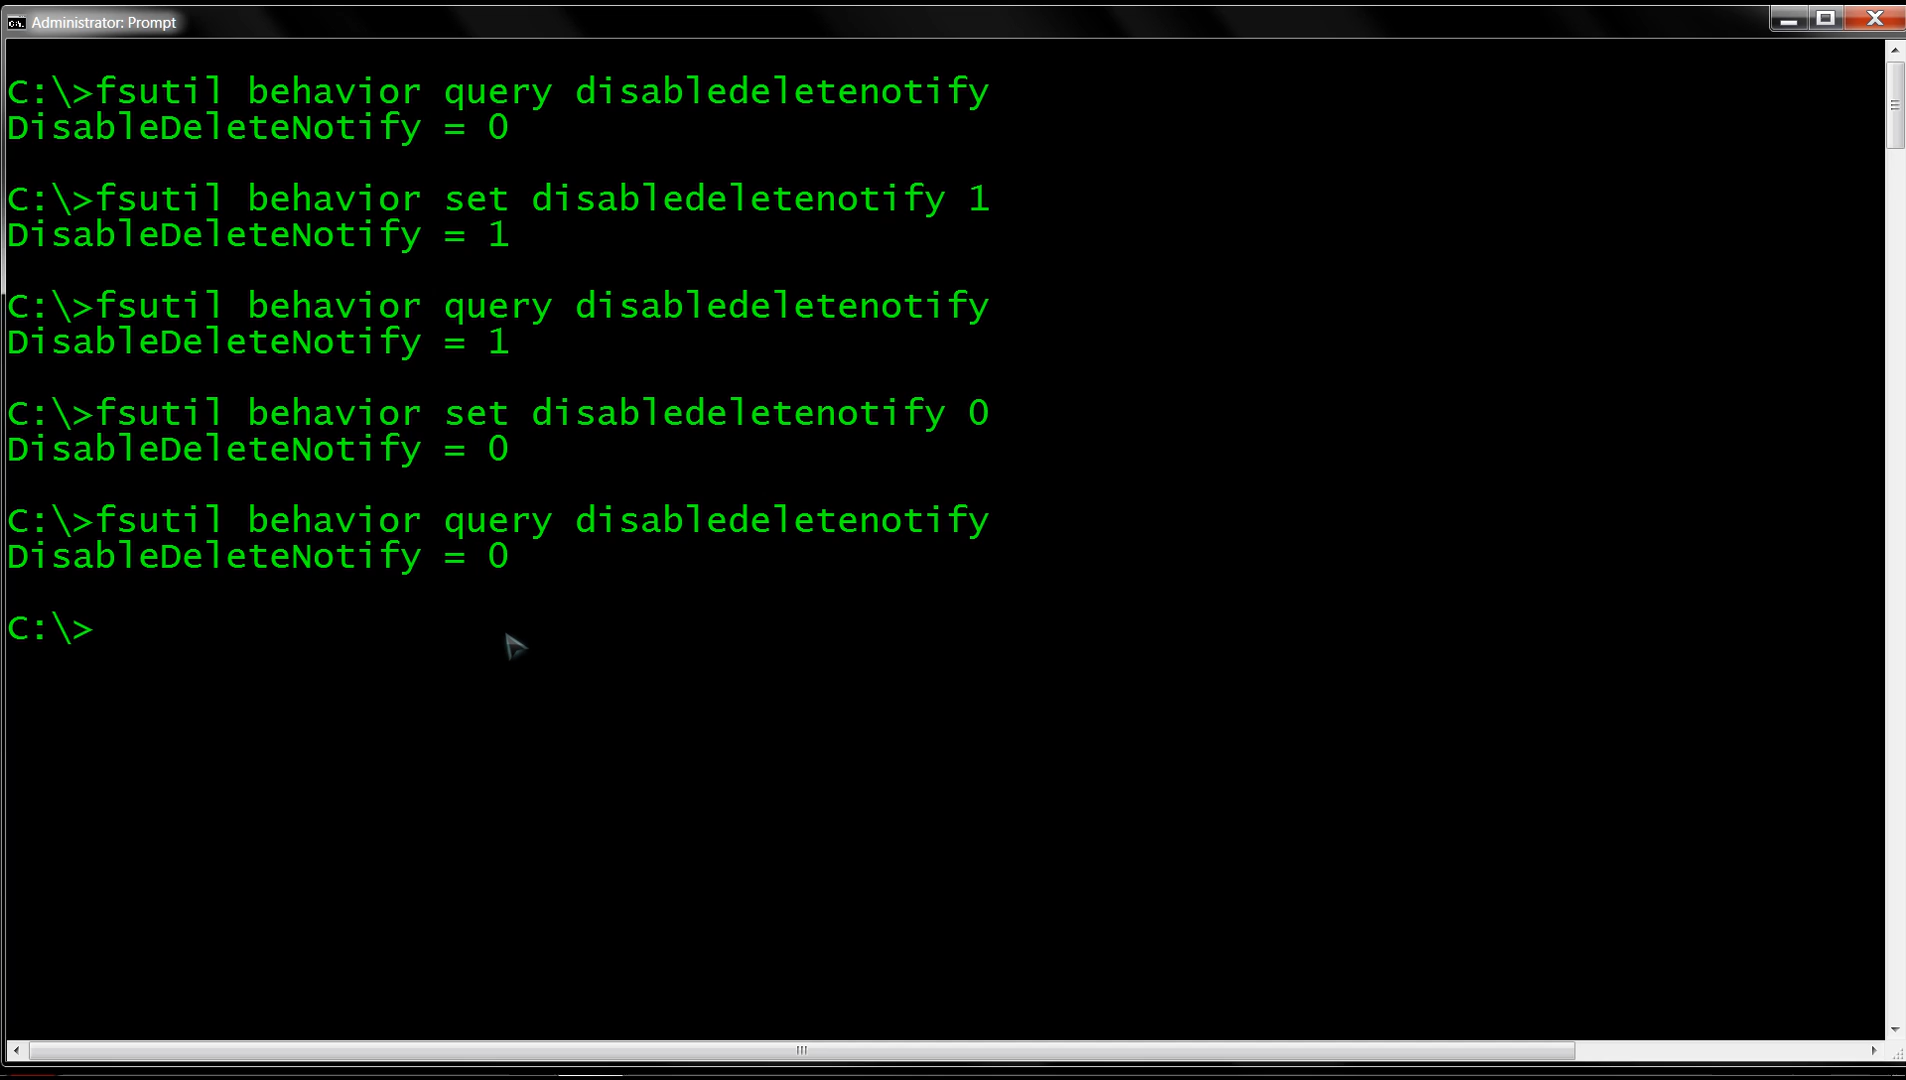 Administrator: Prompt
C:\>fsutil behavior query disabledeletenotify
DisableDeleteNotify = 0
C:\>fsutil behavior set disabledeletenotify 1
DisableDeleteNotify = 1
C:\>fsutil behavior query disabledeletenotify
DisableDeleteNotify = 1
C:\>fsutil behavior set disabledeletenotify 0
DisableDeleteNotify = 0
C:\>fsutil behavior query disabledeletenotify
DisableDeleteNotify = 0
C:\>